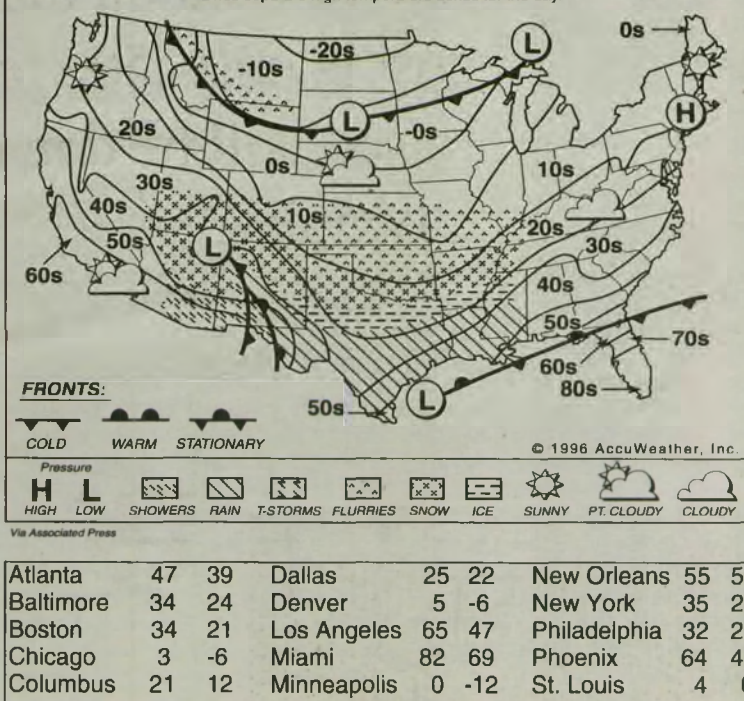 0s
L
-20s
-10s
H
L
-0s
20s
0s
10s
30s
10s
40s
20s
50s
L
30s
60s
40s
50s
70s
60s
80s
50s
L
FRONTS:
COLD WARM STATIONARY
© 1996 AccuWeather, Inc.
Pressure
H L
HIGH LOW SHOWERS RAIN T-STORMS FLURRIES SNOW ICE SUNNY PT. CLOUDY CLOUDY
Via Associated Press
Atlanta 47 39 Dallas 25 22 New Orleans 55 5
Baltimore 34 24 Denver 5 -6 New York 35 2
Boston 34 21 Los Angeles 65 47 Philadelphia 32 2
Chicago 3 -6 Miami 82 69 Phoenix 64 4
Columbus 21 12 Minneapolis 0 -12 St. Louis 4